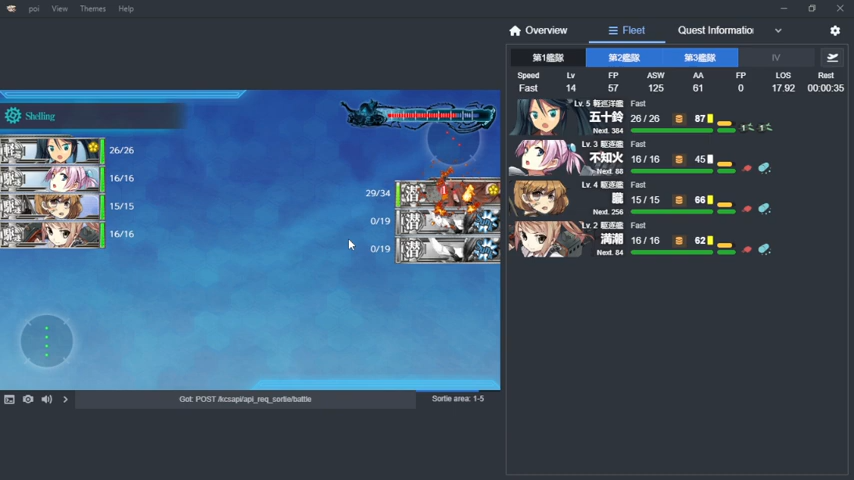 poi View Themes Help
Overview Fleet Quest Informatio
第1艦隊 第2艦隊 第3艦隊 IV
Speed Lv FP ASW AA FP LOS Rest
Fast 14 57 125 61 0 17.92 00:00:35
Shelling
26/26
16/16
15/15
16/16
29/34
0/19
0/19
潜
潜
潜
Lv. 5 軽巡洋艦 Fast
五十鈴 26 / 26 87
Next. 384
Lv. 3 駆逐艦 Fast
不知火 16 / 16 45
Next. 88
Lv. 4 駆逐艦 Fast
朧 15 / 15 66
Next. 256
Lv. 2 駆逐艦 Fast
満潮 16 / 16 62
Next. 84
Got: POST /kcsapi/api_req_sortie/battle
Sortie area: 1-5